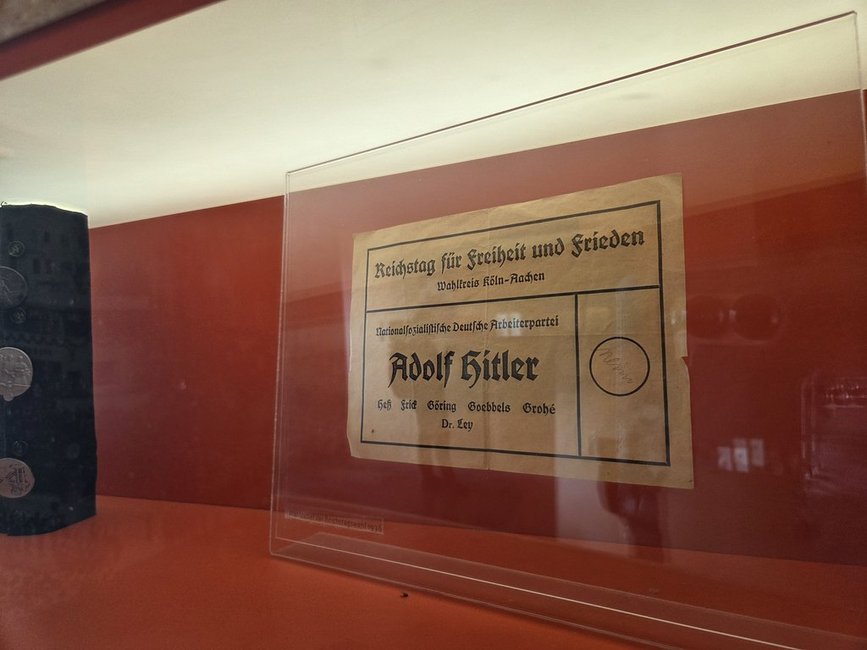 Reichstag für Freiheit und Frieden
Wahlkreis Köln-Aachen
Nationalsozialistische Deutsche Arbeiterpartei
Adolf Hitler
Heß Frick Göring Goebbels Grohé
Dr. Ley